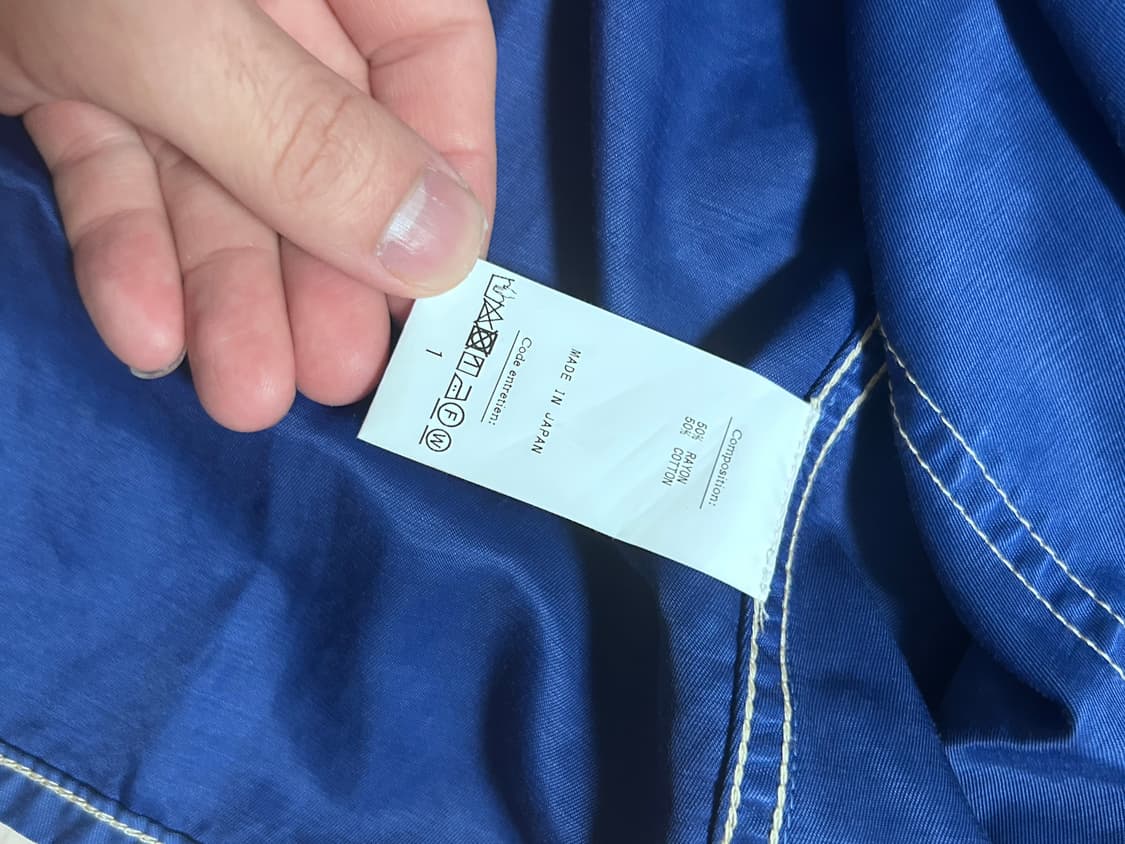 Composition:
50% RAYON
50% COTTON
MADE IN JAPAN
Code entretien:
F W
1